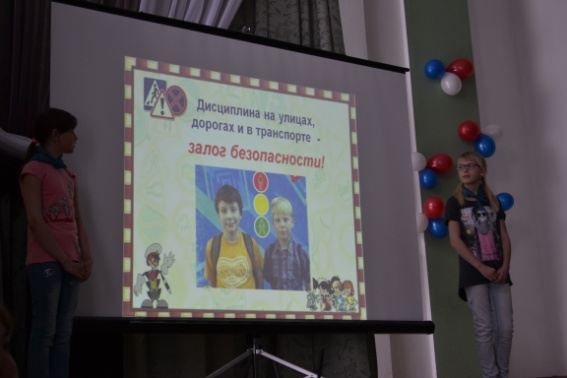 Дисциплина на улицах,
дорогах и в транспорте -
залог безопасности!